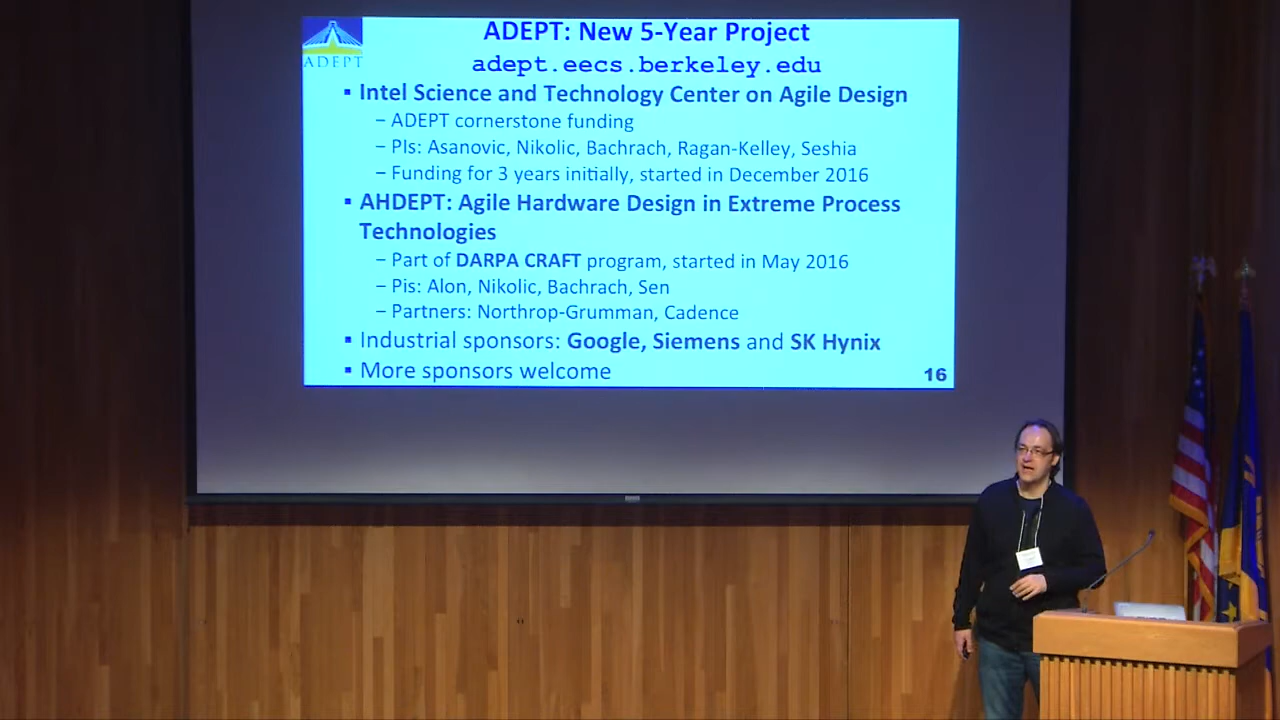 ADEPT: New 5-Year Project
adept.eecs.berkeley.edu
ADEPT
▪ Intel Science and Technology Center on Agile Design
– ADEPT cornerstone funding
– PIs: Asanovic, Nikolic, Bachrach, Ragan-Kelley, Seshia
– Funding for 3 years initially, started in December 2016
▪ AHDEPT: Agile Hardware Design in Extreme Process
Technologies
– Part of DARPA CRAFT program, started in May 2016
– Pis: Alon, Nikolic, Bachrach, Sen
– Partners: Northrop-Grumman, Cadence
▪ Industrial sponsors: Google, Siemens and SK Hynix
▪ More sponsors welcome
16